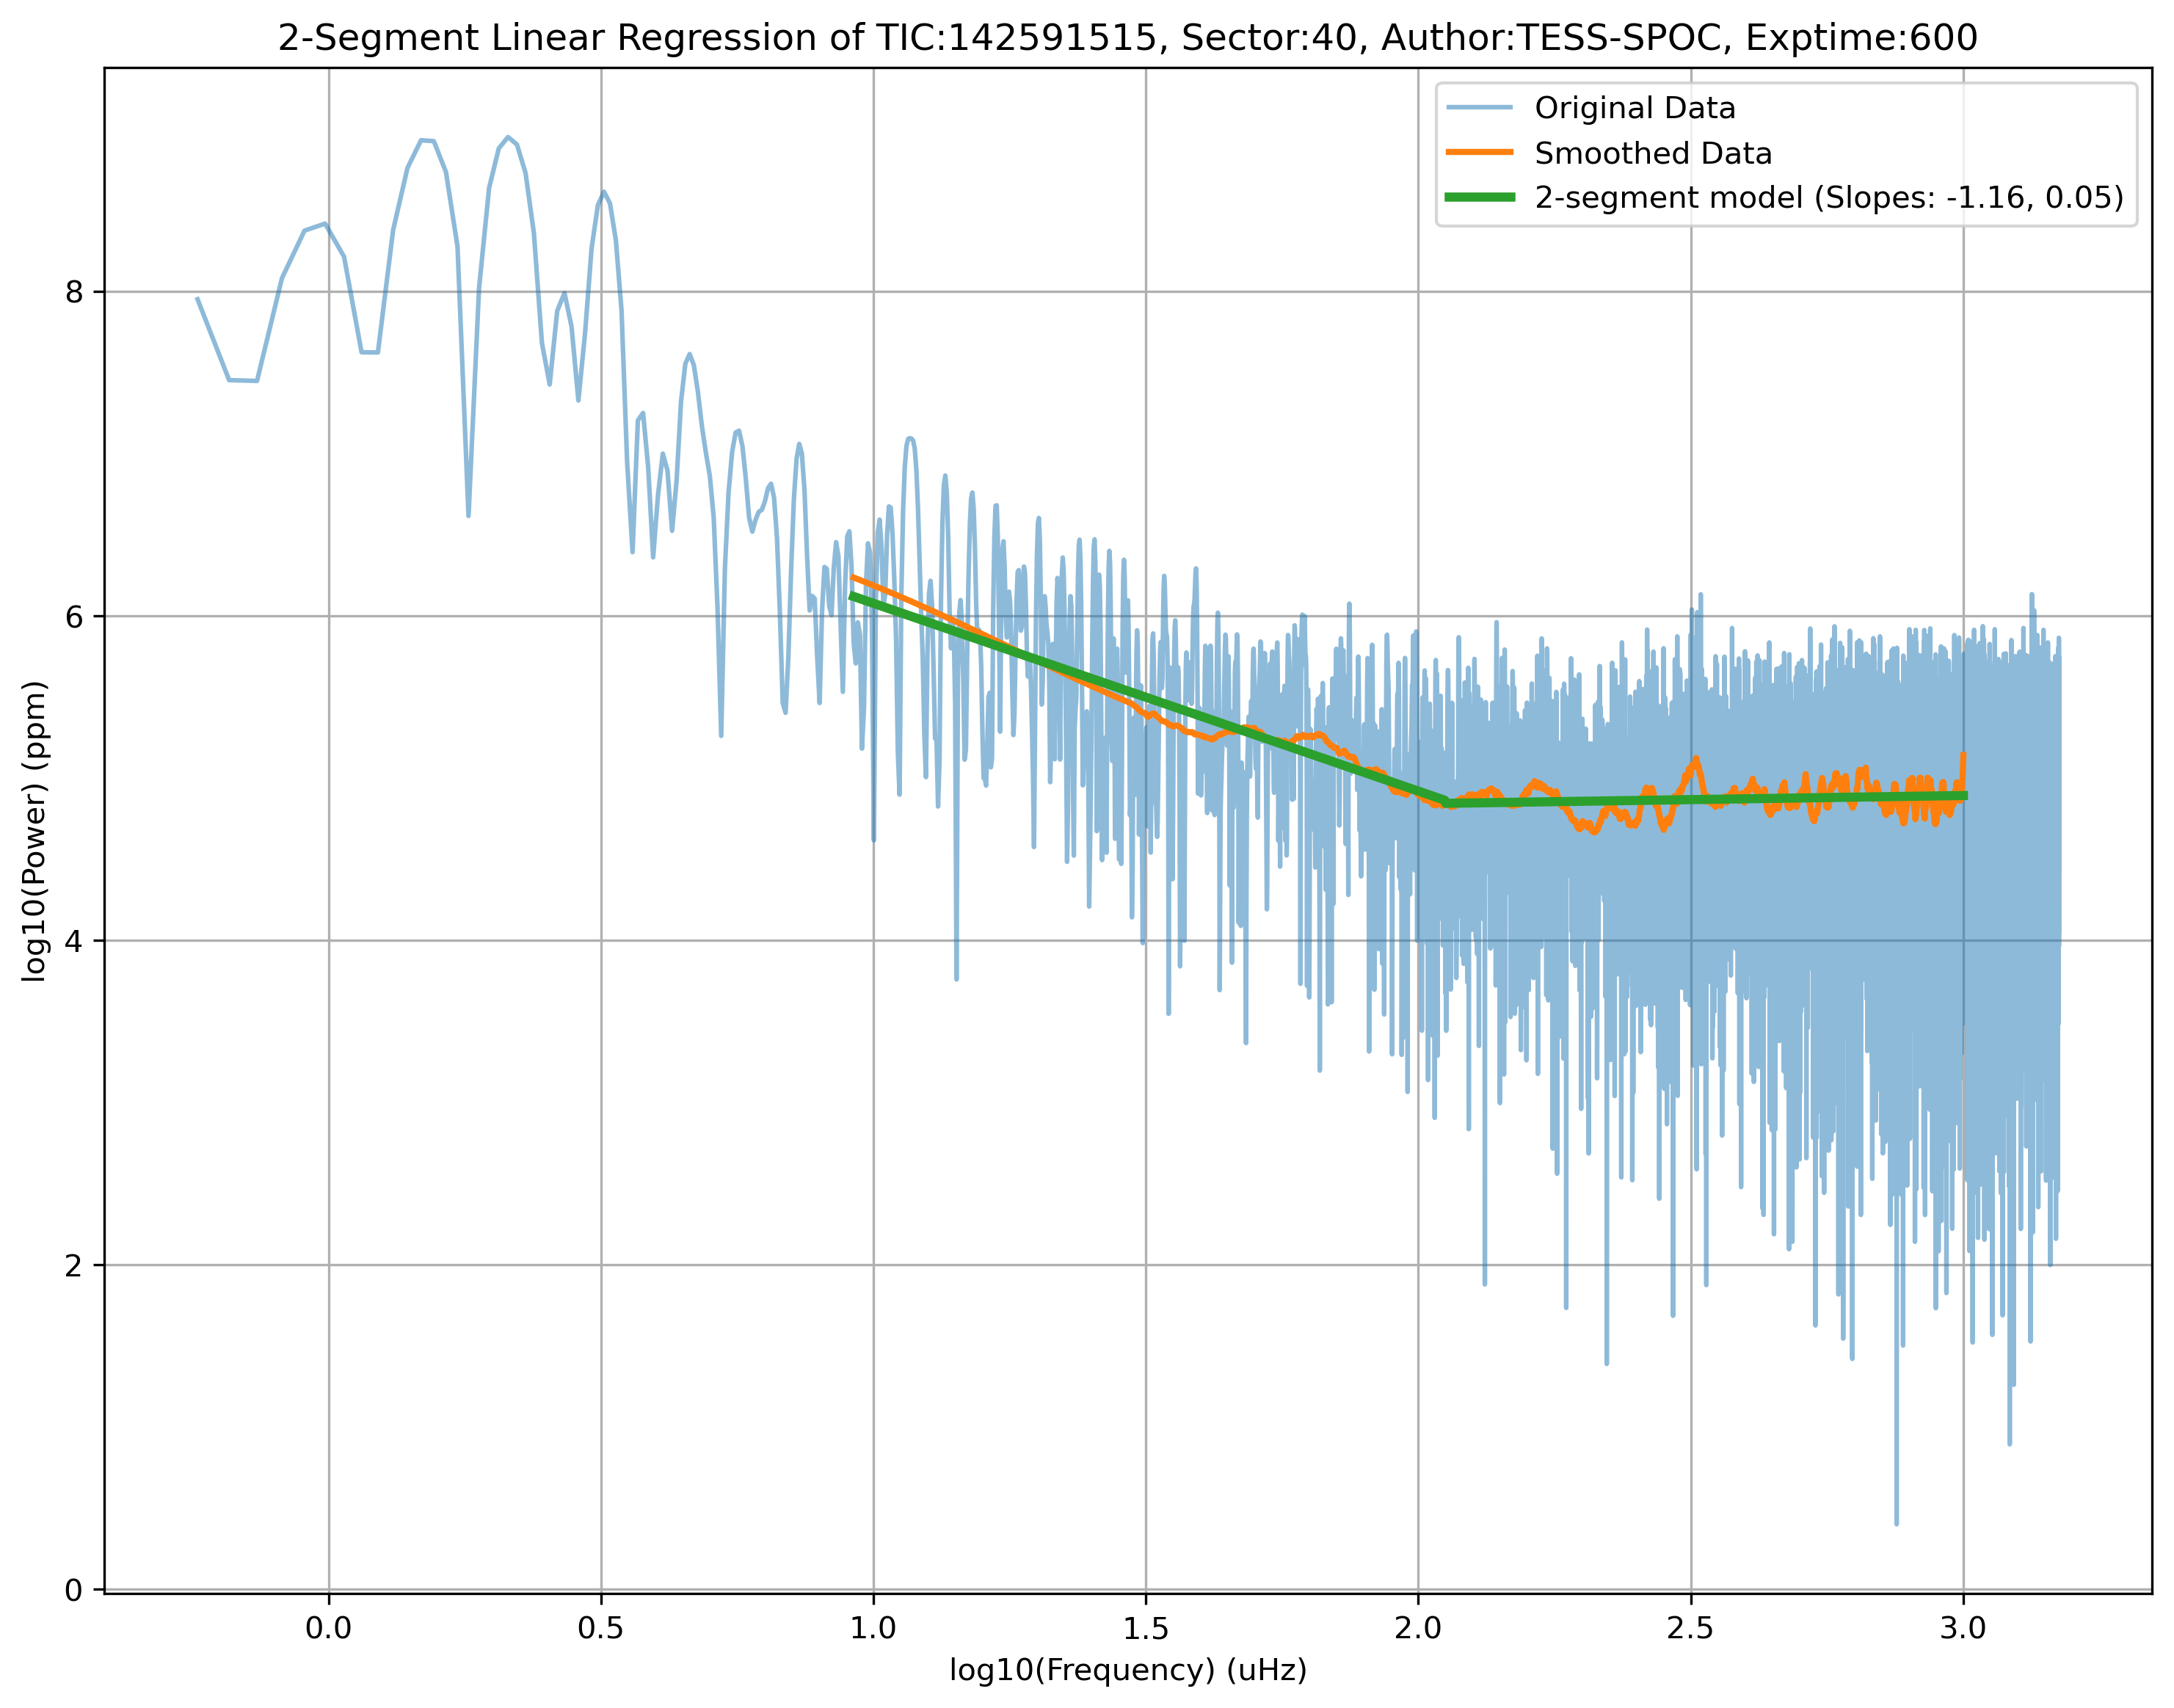 2-Segment Linear Regression of TIC:142591515, Sector:40, Author:TESS-SPOC, Exptime:600
Original Data
Smoothed Data
2-segment model (Slopes: -1.16, 0.05)
log10(Power) (ppm)
8
6
4
2
0
0.0 0.5 1.0 1.5 2.0 2.5 3.0
log10(Frequency) (uHz)